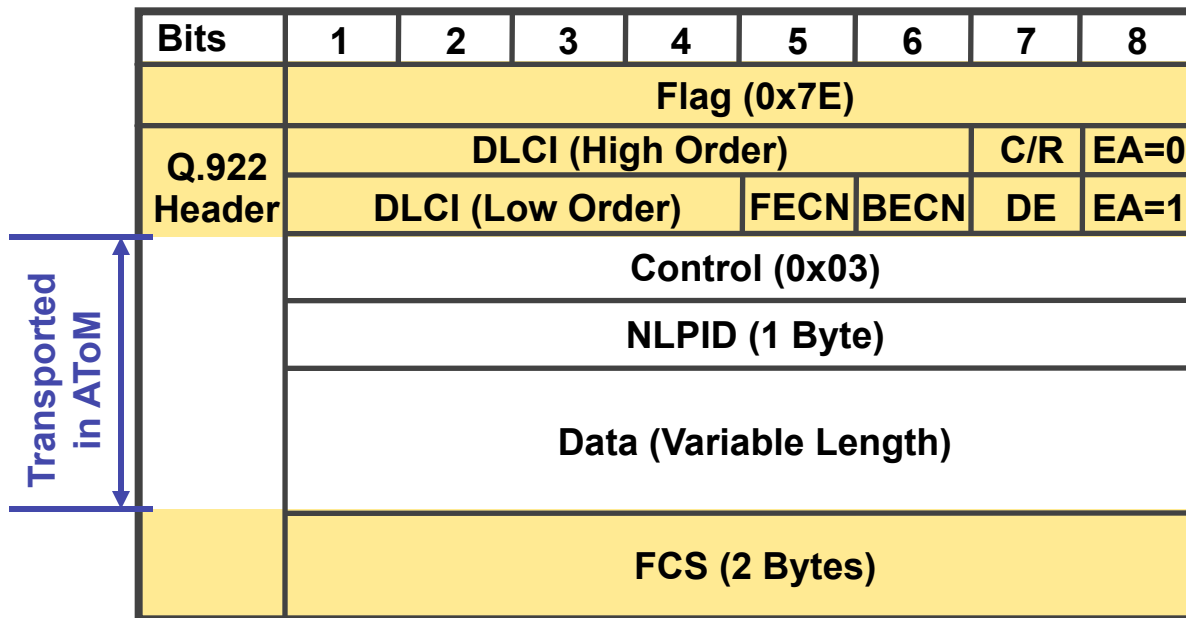 Bits 1 2 3 4 5 6 7 8
Flag (0x7E)
Q.922
Header
DLCI (High Order) C/R EA=0
DLCI (Low Order) FECN BECN DE EA=1
Transported
in AToM
Control (0x03)
NLPID (1 Byte)
Data (Variable Length)
FCS (2 Bytes)